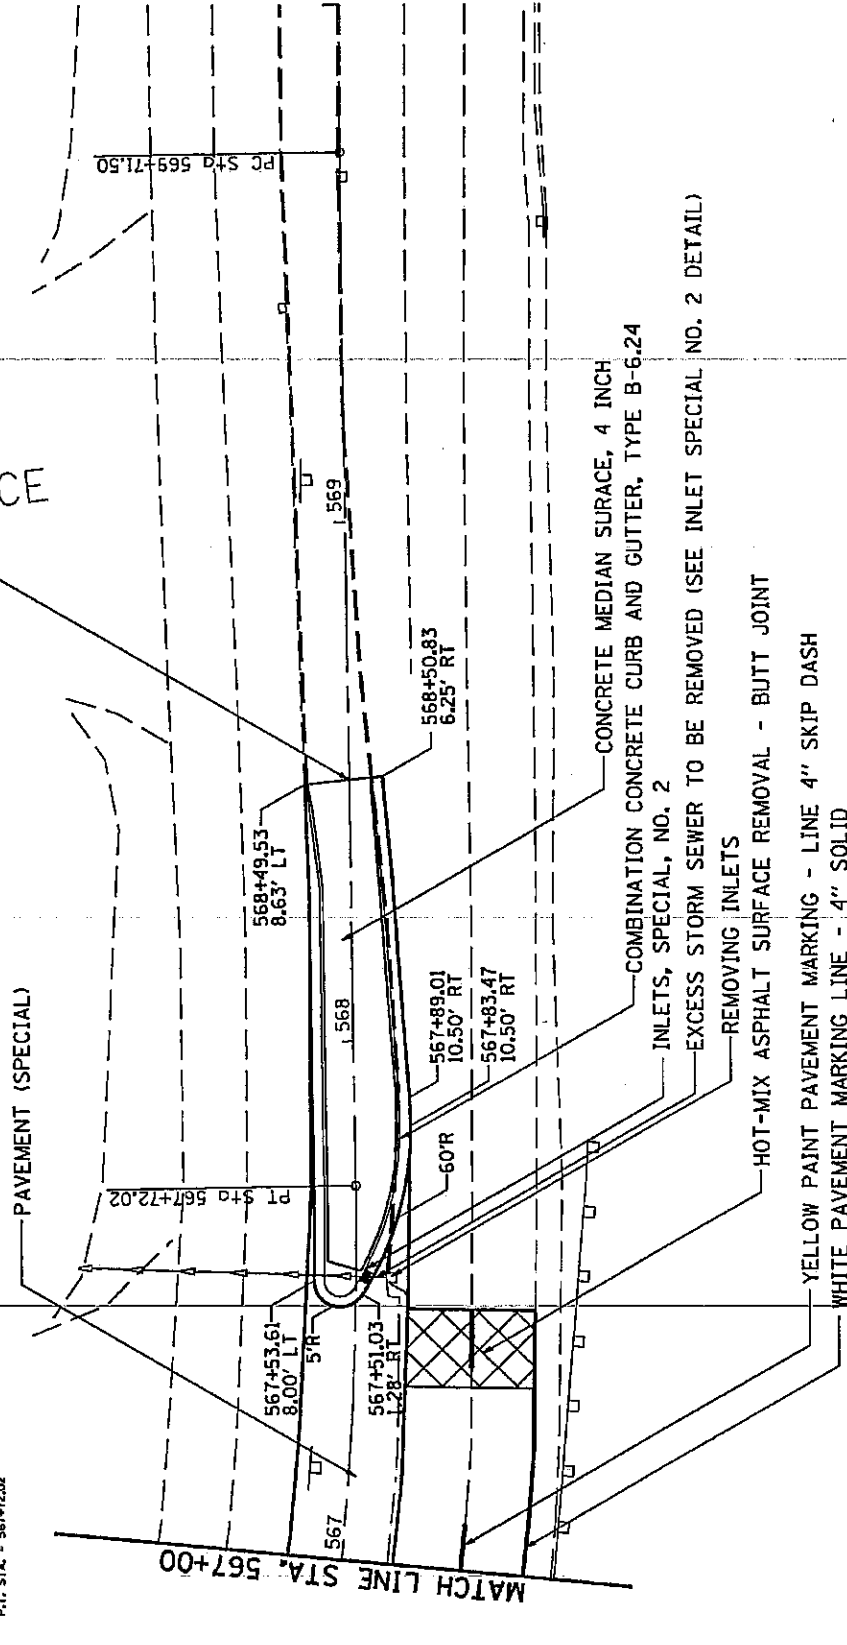 P.T. STA. = 567+72.02
CE
PAVEMENT (SPECIAL)
PC Sta 569+71.50
PT Sta 567+72.02
MATCH LINE STA. 567+00
567
568
569
568+49.53
8.63' LT
568+50.83
6.25' RT
567+89.01
10.50' RT
567+83.47
10.50' RT
60'R
567+53.61
8.00' LT
5'R
567+51.03
1.28' RT
CONCRETE MEDIAN SURACE, 4 INCH
COMBINATION CONCRETE CURB AND GUTTER, TYPE B-6.24
INLETS, SPECIAL, NO. 2
EXCESS STORM SEWER TO BE REMOVED (SEE INLET SPECIAL NO. 2 DETAIL)
REMOVING INLETS
HOT-MIX ASPHALT SURFACE REMOVAL - BUTT JOINT
YELLOW PAINT PAVEMENT MARKING - LINE 4" SKIP DASH
WHITE PAVEMENT MARKING LINE - 4" SOLID